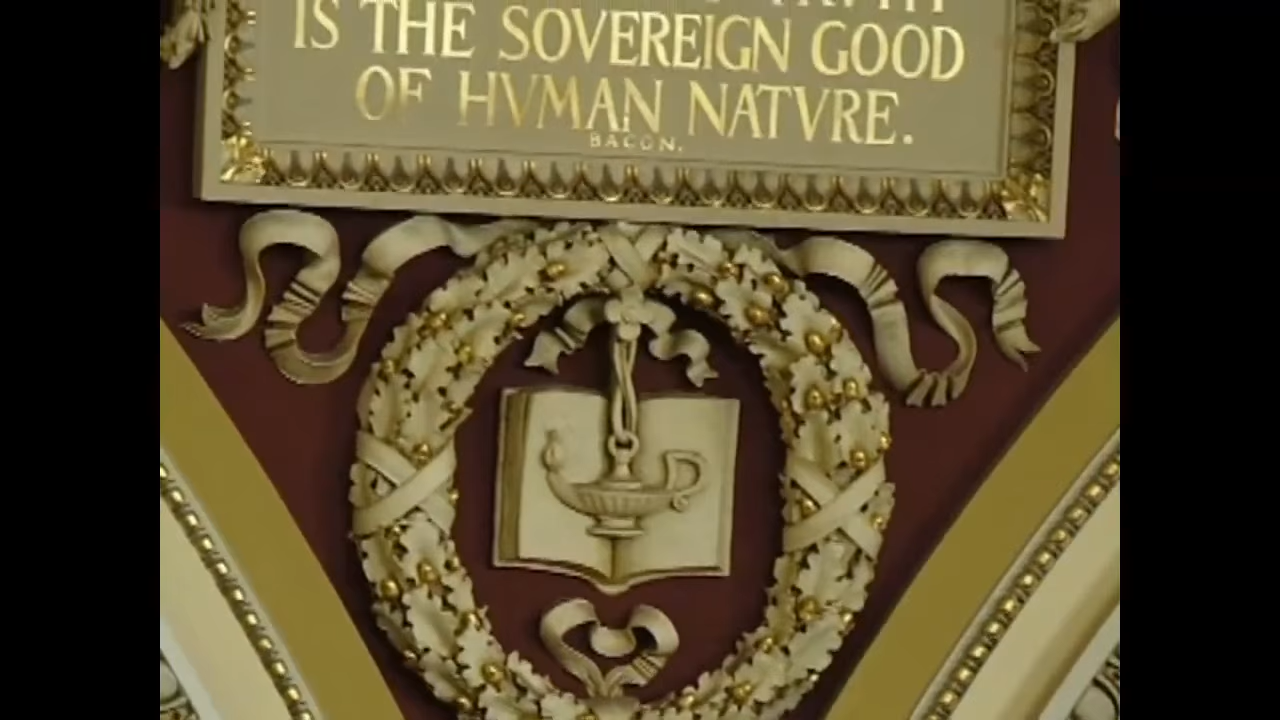 IS THE SOVEREIGN GOOD
OF HVMAN NATVRE.
BACON.